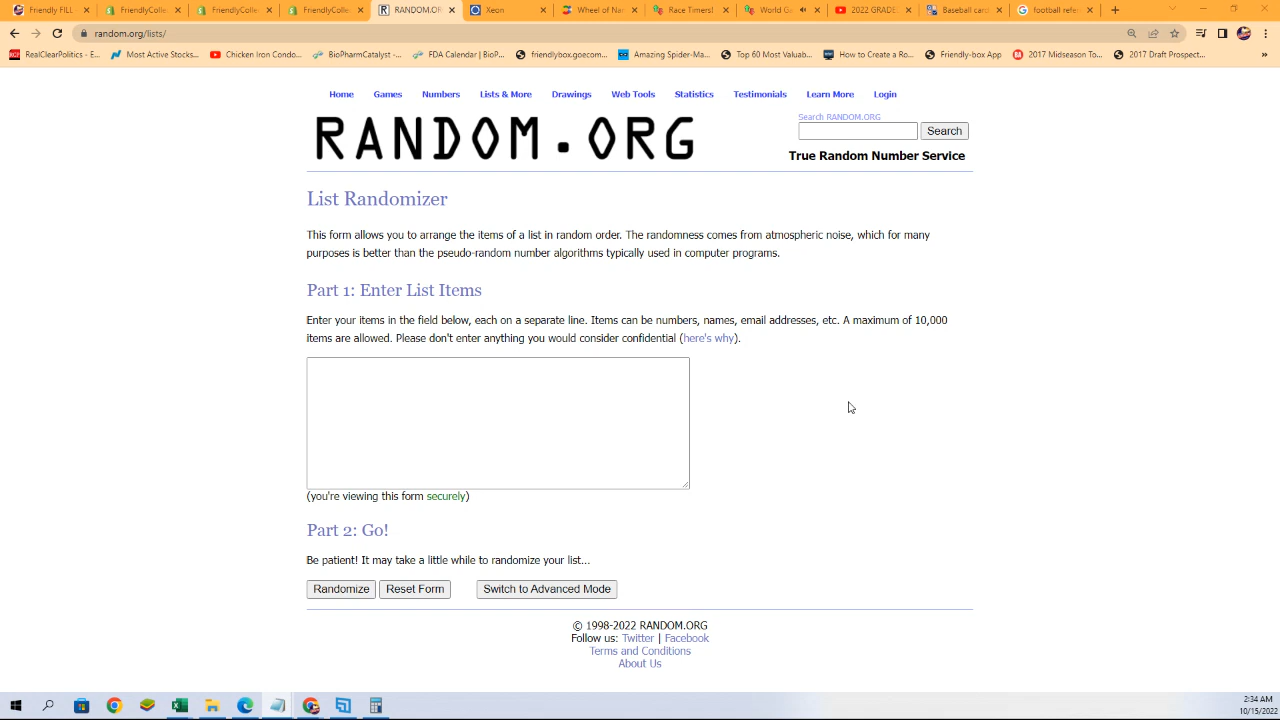 Friendly FILL
FriendlyColle
FriendlyColle
FriendlyColle
RANDOM.OR
Xeon
Wheel of Nam
Race Timers!
World Gr
2022 GRADE
Baseball card
football refer
random.org/lists/
RealClearPolitics - E...
Most Active Stocks...
Chicken Iron Condo...
BioPharmCatalyst -...
FDA Calendar | BioP...
friendlybox.goecom...
Amazing Spider-Ma...
Top 60 Most Valuab...
How to Create a Ro...
Friendly-box App
2017 Midseason To...
2017 Draft Prospect...
»
Home Games Numbers Lists & More Drawings Web Tools Statistics Testimonials Learn More Login
Search RANDOM.ORG
RANDOM.ORG
Search
True Random Number Service
List Randomizer
This form allows you to arrange the items of a list in random order. The randomness comes from atmospheric noise, which for many
purposes is better than the pseudo-random number algorithms typically used in computer programs.
Part 1: Enter List Items
Enter your items in the field below, each on a separate line. Items can be numbers, names, email addresses, etc. A maximum of 10,000
items are allowed. Please don't enter anything you would consider confidential (here's why).
(you're viewing this form securely)
Part 2: Go!
Be patient! It may take a little while to randomize your list...
Randomize Reset Form Switch to Advanced Mode
© 1998-2022 RANDOM.ORG
Follow us: Twitter | Facebook
Terms and Conditions
About Us
2:34 AM
10/15/2022